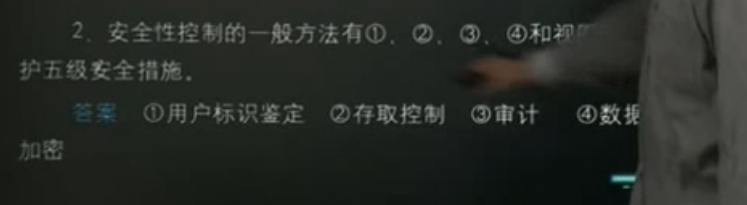 2. 安全性控制的一般方法有①、②、③、④和视
护五级安全措施。
答案 ①用户标识鉴定 ②存取控制 ③审计 ④数据
加密